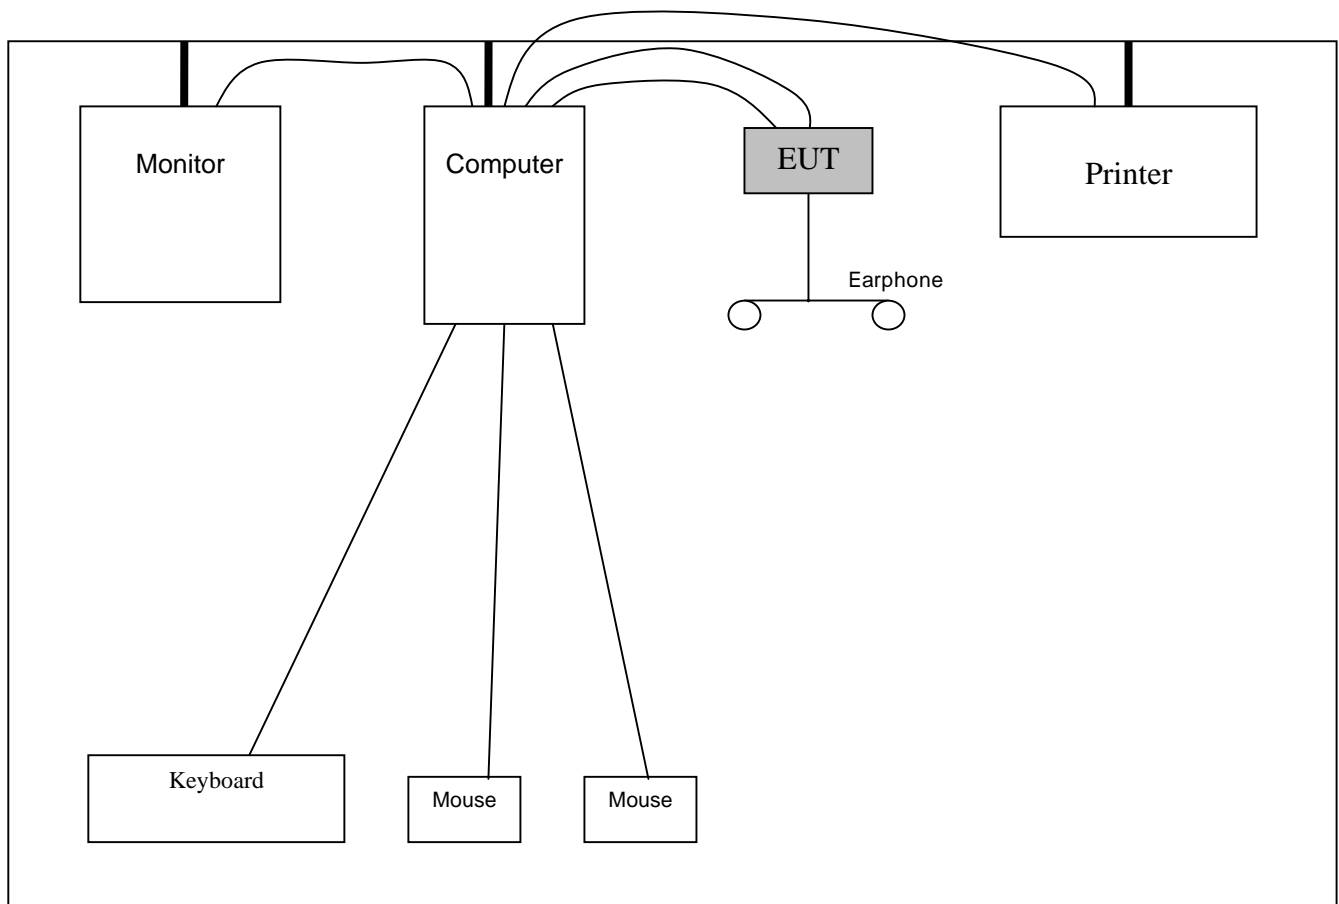 Monitor
Computer
EUT
Printer
Earphone
Keyboard
Mouse
Mouse